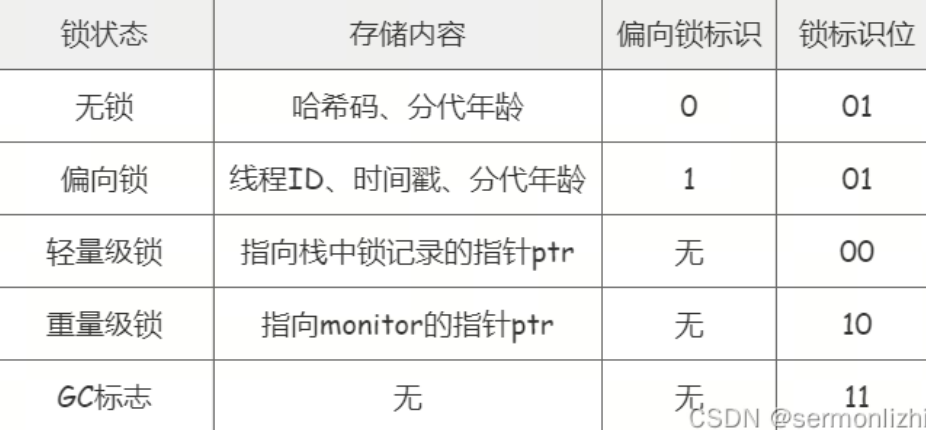 锁状态 存储内容 偏向锁标识 锁标识位
无锁 哈希码、分代年龄 0 01
偏向锁 线程ID、时间戳、分代年龄 1 01
轻量级锁 指向栈中锁记录的指针ptr 无 00
重量级锁 指向monitor的指针ptr 无 10
GC标志 无 无 11
CSDN @sermonlizhi